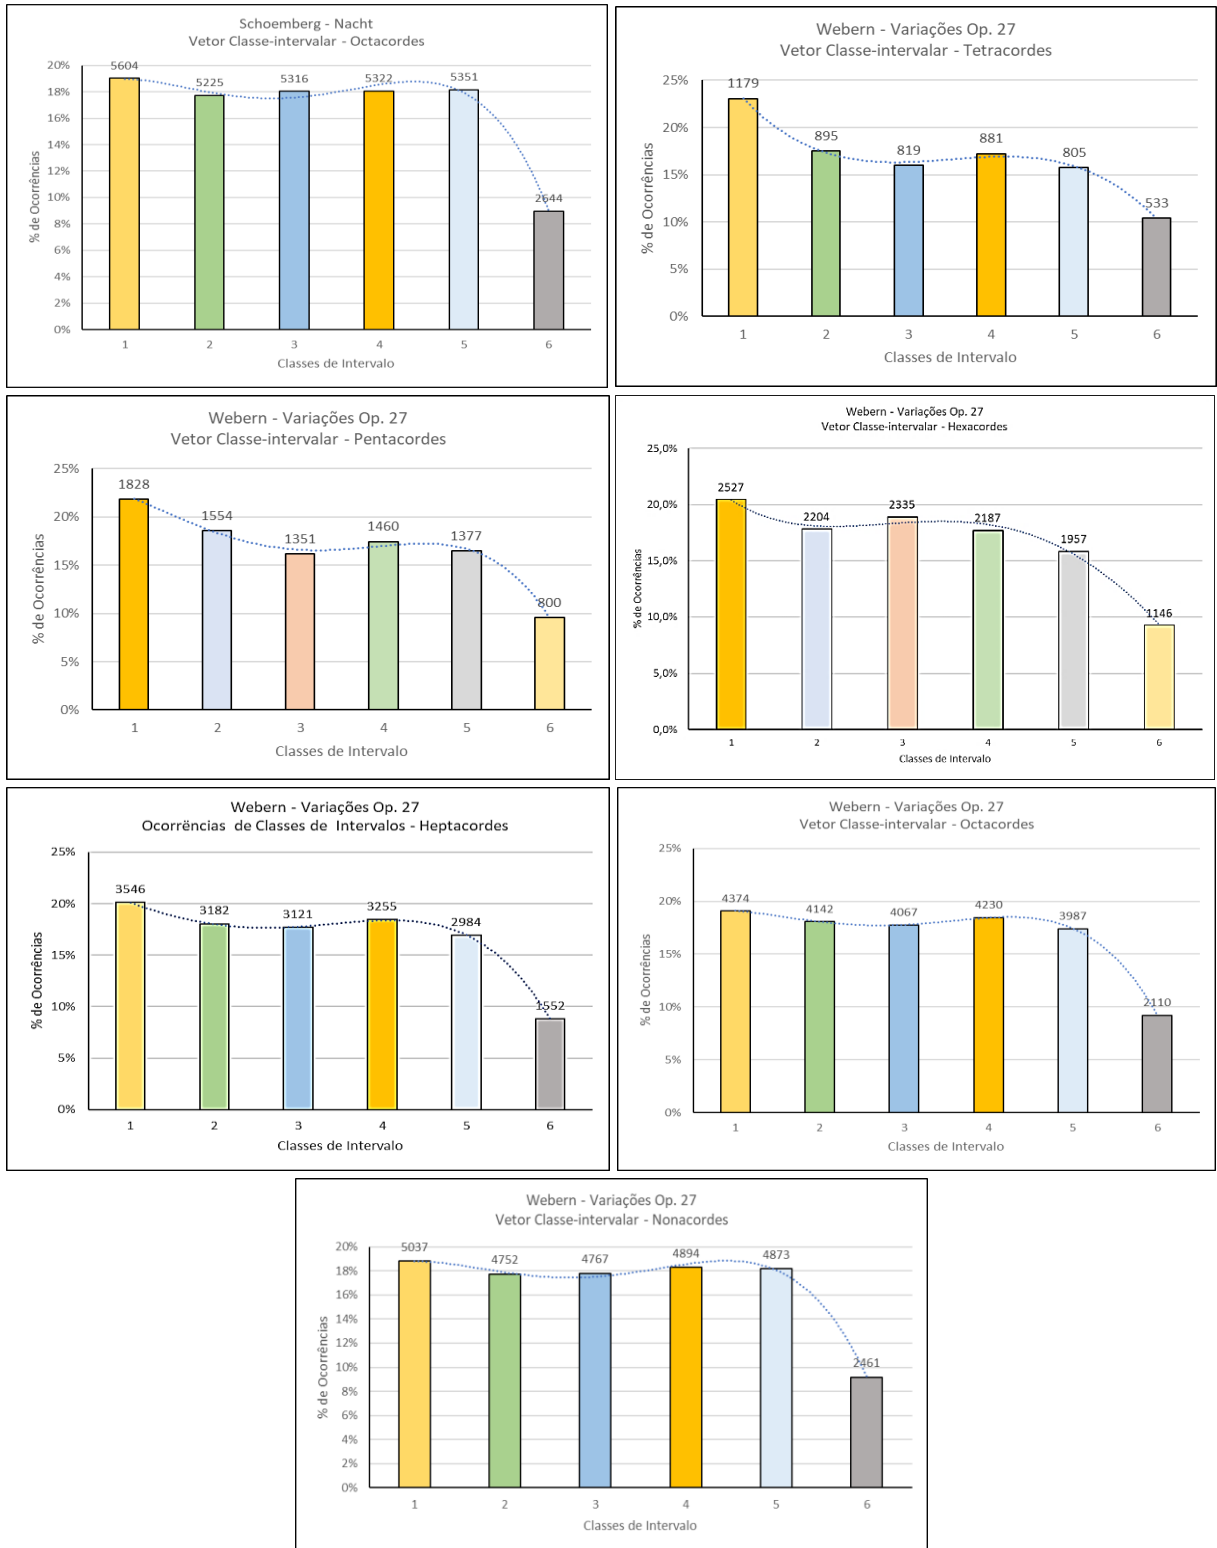 Schoemberg - Nacht
Vetor Classe-intervalar - Octacordes
20%
18%
16%
14%
12%
10%
8%
6%
4%
2%
0%
% de Ocorrências
5604
5225
5316
5322
5351
2644
1 2 3 4 5 6
Classes de Intervalo
Webern - Variações Op. 27
Vetor Classe-intervalar - Tetracordes
25%
20%
15%
10%
5%
0%
% de Ocorrências
1179
895
819
881
805
533
1 2 3 4 5 6
Classes de Intervalo
Webern - Variações Op. 27
Vetor Classe-intervalar - Pentacordes
25%
20%
15%
10%
5%
0%
% de Ocorrências
1828
1554
1351
1460
1377
800
1 2 3 4 5 6
Classes de Intervalo
Webern - Variações Op. 27
Vetor Classe-intervalar - Hexacordes
25,0%
20,0%
15,0%
10,0%
5,0%
0,0%
% de Ocorrências
2527
2204
2335
2187
1957
1146
1 2 3 4 5 6
Classes de Intervalo
Webern - Variações Op. 27
Ocorrëncias de Classes de Intervalos - Heptacordes
25%
20%
15%
10%
5%
0%
% de Ocorrências
3546
3182
3121
3255
2984
1552
1 2 3 4 5 6
Classes de Intervalo
Webern - Variações Op. 27
Vetor Classe-intervalar - Octacordes
25%
20%
15%
10%
5%
0%
% de Ocorrências
4374
4142
4067
4230
3987
2110
1 2 3 4 5 6
Classes de Intervalo
Webern - Variações Op. 27
Vetor Classe-intervalar - Nonacordes
20%
18%
16%
14%
12%
10%
8%
6%
4%
2%
0%
% de Ocorrências
5037
4752
4767
4894
4873
2461
1 2 3 4 5 6
Classes de Intervalo